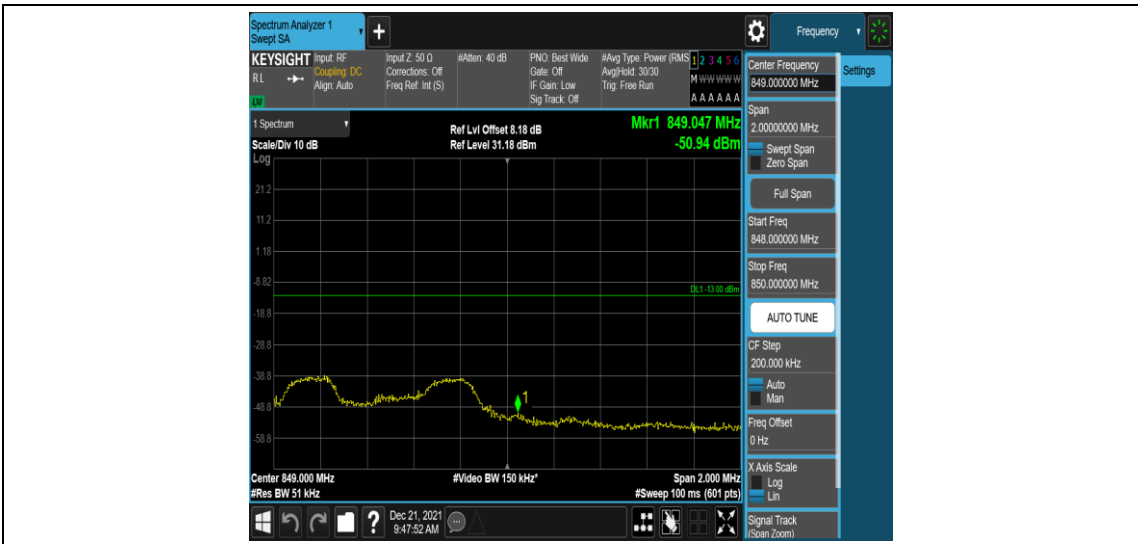 Spectrum Analyzer 1
Swept SA
+
Frequency
KEYSIGHT
RL
LXI
Input: RF
Coupling: DC
Align: Auto
Input Z: 50 Ω
Corrections: Off
Freq Ref: Int (S)
#Atten: 40 dB
PNO: Best Wide
Gate: Off
IF Gain: Low
Sig Track: Off
#Avg Type: Power (RMS
Avg|Hold: 30/30
Trig: Free Run
1 2 3 4 5 6
M W W W W W
A A A A A A
Center Frequency
849.000000 MHz
Settings
Span
2.00000000 MHz
Swept Span
Zero Span
Full Span
Start Freq
848.000000 MHz
Stop Freq
850.000000 MHz
AUTO TUNE
CF Step
200.000 kHz
Auto
Man
Freq Offset
0 Hz
X Axis Scale
Log
Lin
Signal Track
(Span Zoom)
1 Spectrum
Scale/Div 10 dB
Log
Ref Lvl Offset 8.18 dB
Ref Level 31.18 dBm
Mkr1 849.047 MHz
-50.94 dBm
21.2
11.2
1.18
-8.82
DL1 -13.00 dBm
-18.8
-28.8
-38.8
1
-48.8
-58.8
Center 849.000 MHz
#Video BW 150 kHz*
Span 2.000 MHz
#Res BW 51 kHz
#Sweep 100 ms (601 pts)
?
Dec 21, 2021
9:47:52 AM